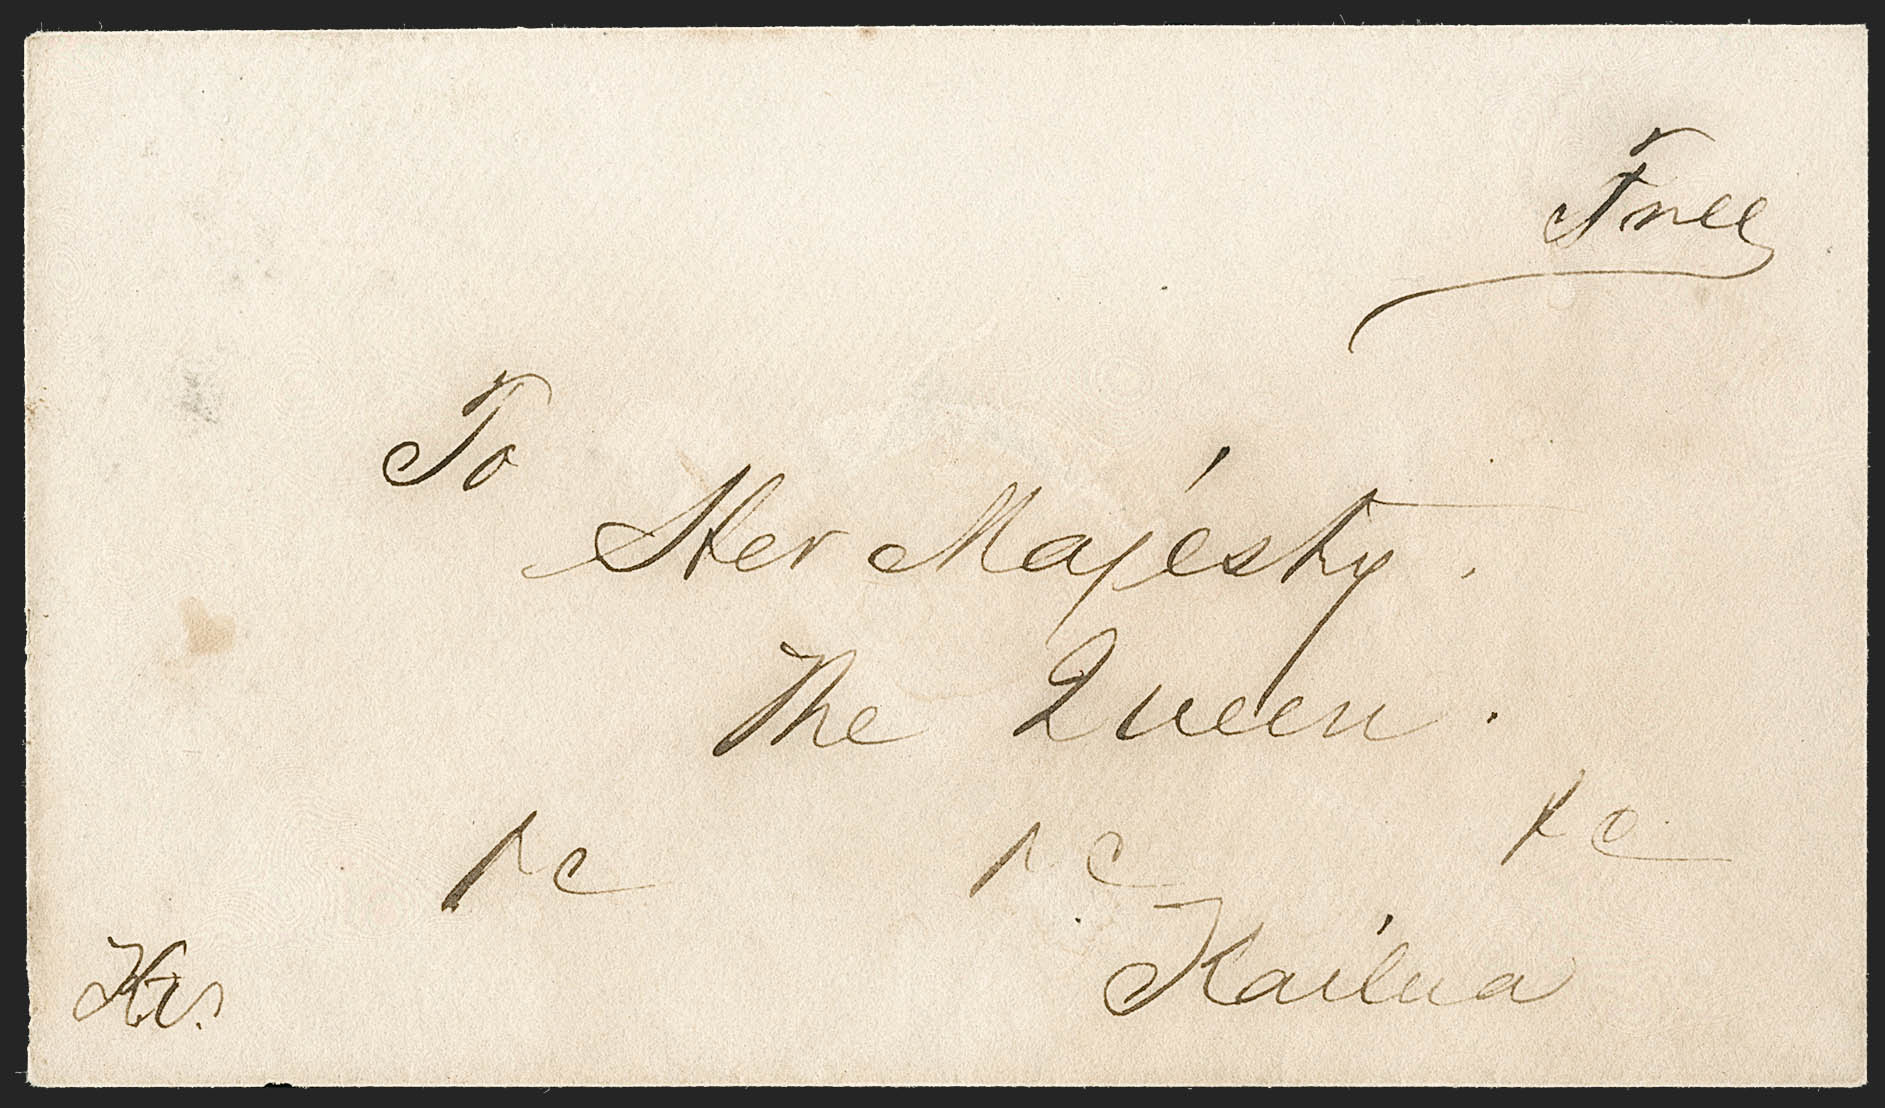 Free
To
Her Majesty.
The Queen.
&c &c &c
Kailua